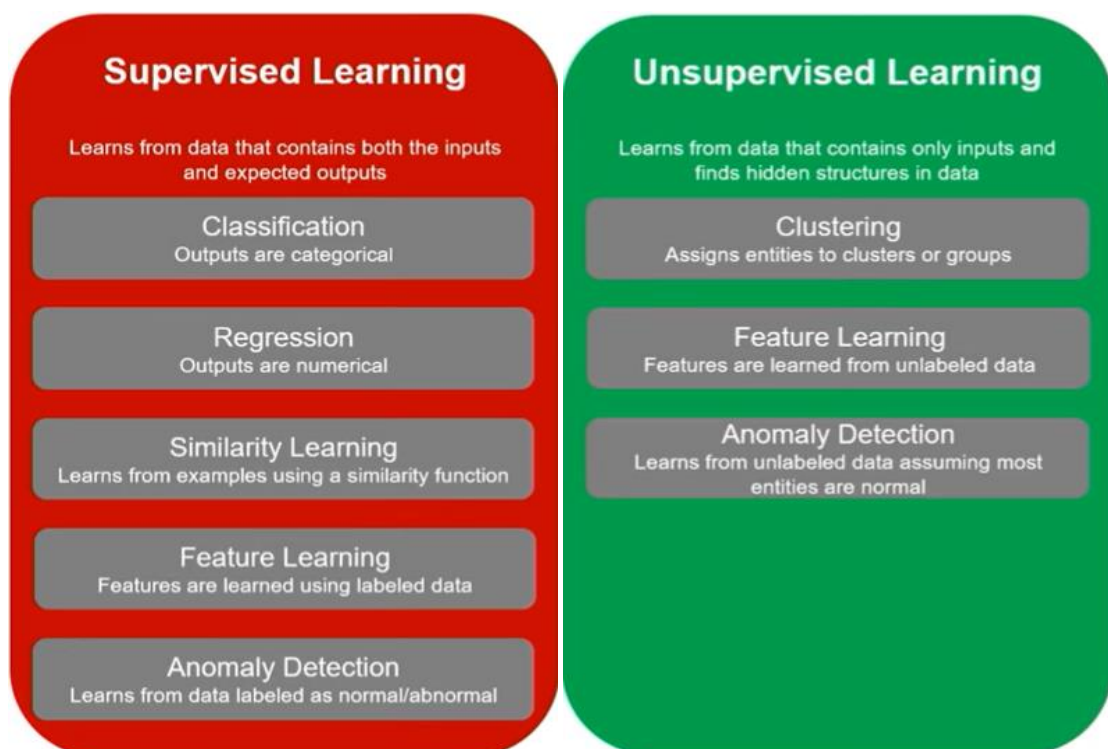 Supervised Learning
Learns from data that contains both the inputs
and expected outputs
Classification
Outputs are categorical
Regression
Outputs are numerical
Similarity Learning
Learns from examples using a similarity function
Feature Learning
Features are learned using labeled data
Anomaly Detection
Learns from data labeled as normal/abnormal
Unsupervised Learning
Learns from data that contains only inputs and
finds hidden structures in data
Clustering
Assigns entities to clusters or groups
Feature Learning
Features are learned from unlabeled data
Anomaly Detection
Learns from unlabeled data assuming most
entities are normal